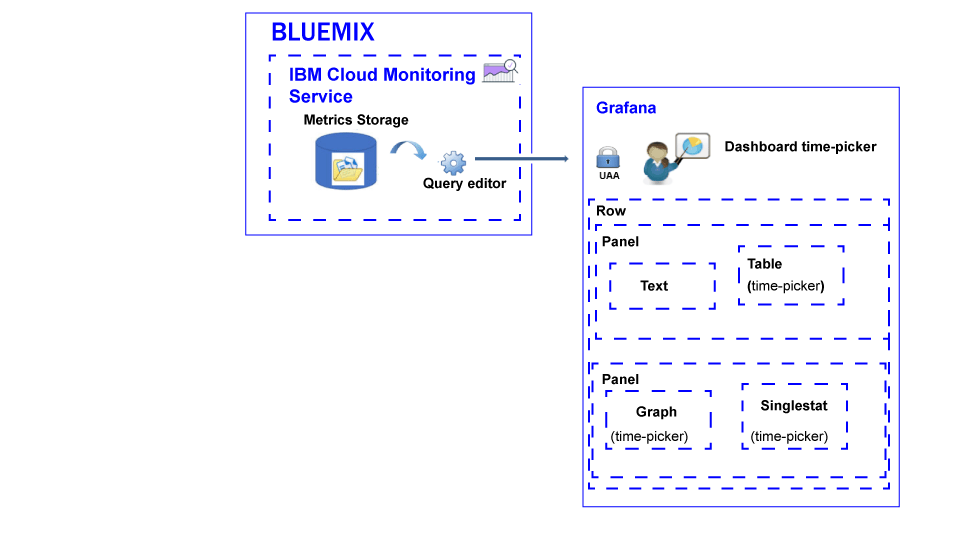 BLUEMIX
IBM Cloud Monitoring
Service
Metrics Storage
Query editor
Grafana
UAA
Dashboard time-picker
Row
Panel
Text
Table
(time-picker)
Panel
Graph
(time-picker)
Singlestat
(time-picker)